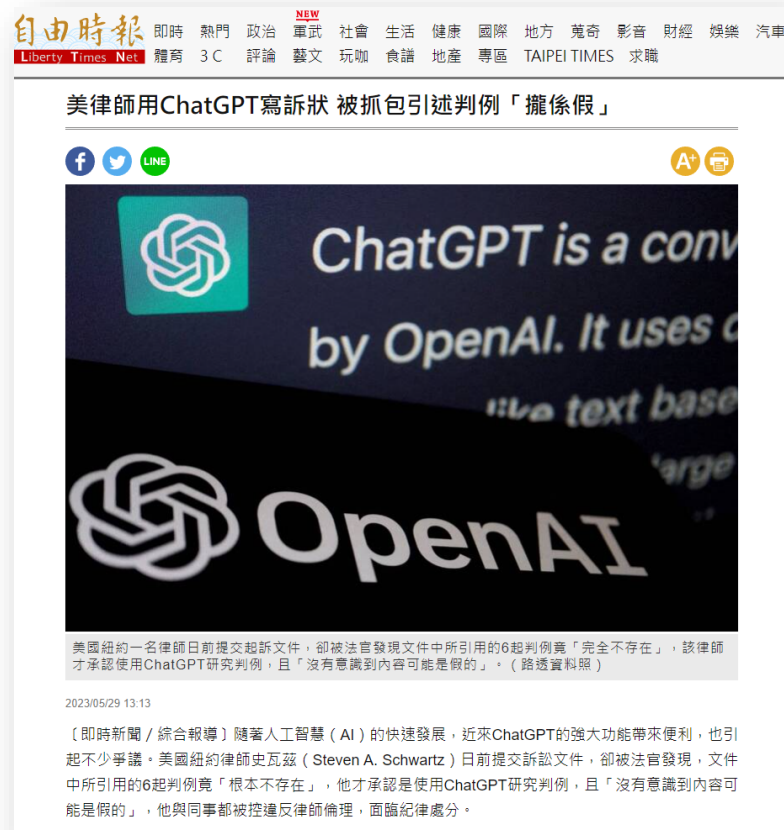 自由時報
Liberty Times Net
NEW
即時 熱門 政治 軍武 社會 生活 健康 國際 地方 蒐奇 影音 財經 娛樂 汽車
體育 3C 評論 藝文 玩咖 食譜 地產 專區 TAIPEI TIMES 求職
美律師用ChatGPT寫訴狀 被抓包引述判例「攏係假」
LINE
A+
ChatGPT is a conv
by OpenAI. It uses
like text base
large
OpenAI
美國紐約一名律師日前提交起訴文件，卻被法官發現文件中所引用的6起判例竟「完全不存在」，該律師
才承認使用ChatGPT研究判例，且「沒有意識到內容可能是假的」。（路透資料照）
2023/05/29 13:13
〔即時新聞／綜合報導〕隨著人工智慧（AI）的快速發展，近來ChatGPT的強大功能帶來便利，也引
起不少爭議。美國紐約律師史瓦茲（Steven A. Schwartz）日前提交訴訟文件，卻被法官發現，文件
中所引用的6起判例竟「根本不存在」，他才承認是使用ChatGPT研究判例，且「沒有意識到內容可
能是假的」，他與同事都被控違反律師倫理，面臨紀律處分。